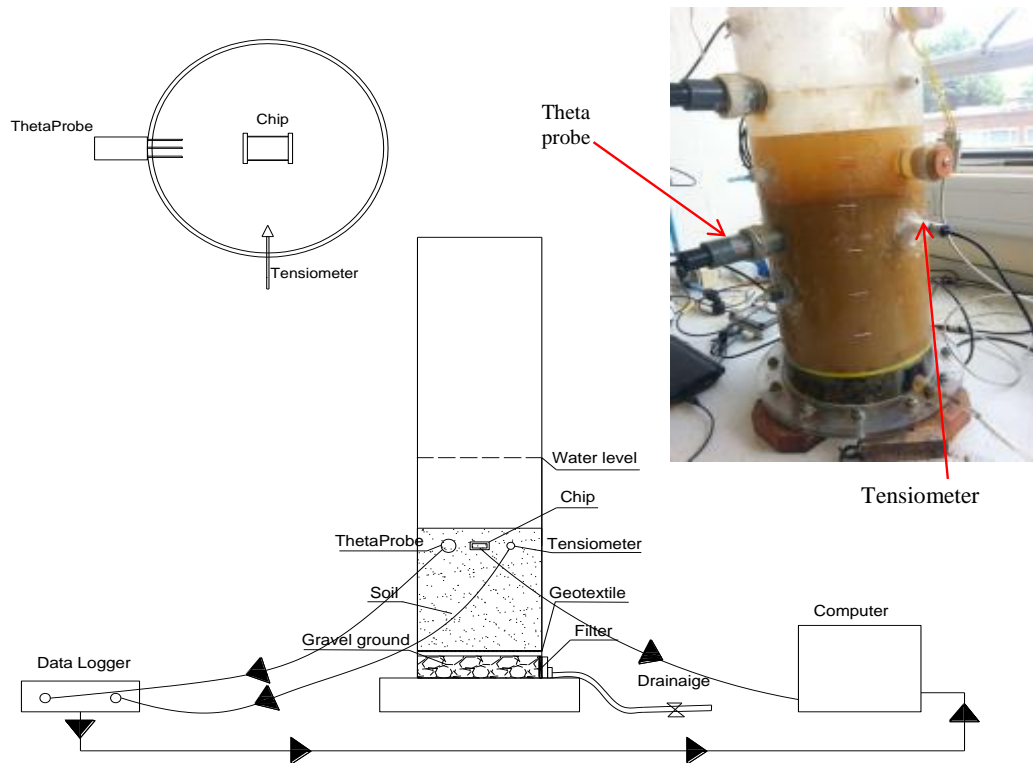 Chip
ThetaProbe
Tensiometer
Theta
probe
Tensiometer
Water level
Chip
ThetaProbe
Tensiometer
Soil
Geotextile
Gravel ground
Filter
Computer
Data Logger
Drainaige